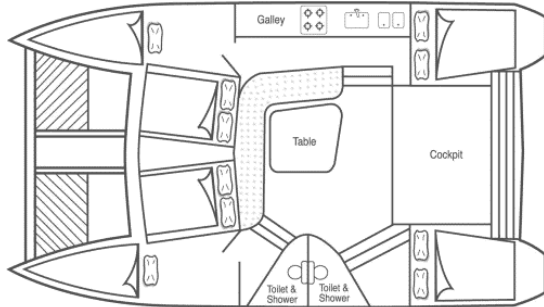 Galley
Table
Cockpit
Toilet &
Shower
Toilet &
Shower